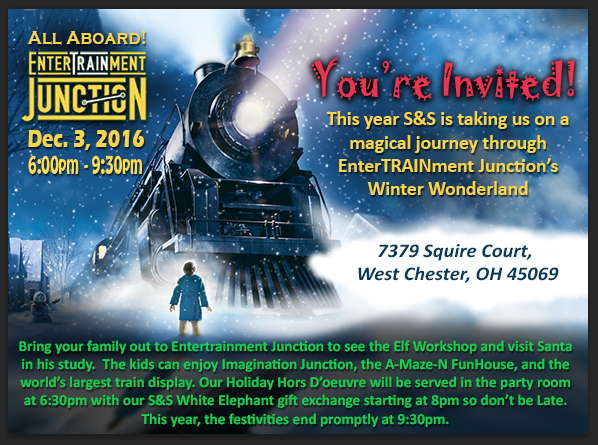 All Aboard!
EnterTRAINment
JUNCTION
Dec. 3, 2016
6:00pm - 9:30pm
You're Invited!
This year S&S is taking us on a
magical journey through
EnterTRAINment Junction's
Winter Wonderland
7379 Squire Court,
West Chester, OH 45069
Bring your family out to Entertrainment Junction to see the Elf Workshop and visit Santa
in his study. The kids can enjoy Imagination Junction, the A-Maze-N FunHouse, and the
world's largest train display. Our Holiday Hors D'oeuvre will be served in the party room
at 6:30pm with our S&S White Elephant gift exchange starting at 8pm so don't be Late.
This year, the festivities end promptly at 9:30pm.